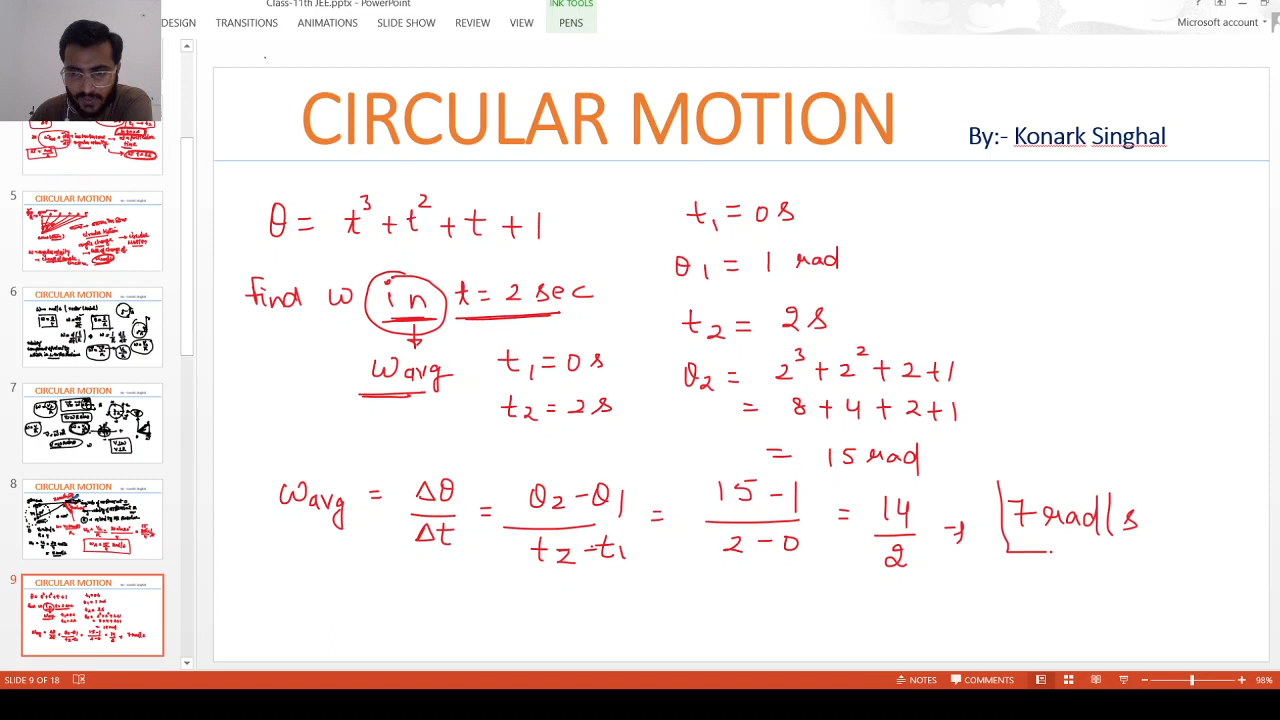 Class-11th JEE.pptx - PowerPoint
INK TOOLS
DESIGN TRANSITIONS ANIMATIONS SLIDE SHOW REVIEW VIEW PENS
Microsoft account
CIRCULAR MOTION
By:- Konark Singhal
θ = t³ + t² + t + 1
find ω in t = 2 sec
ωavg
t₁ = 0 s
t₂ = 2 s
t₁ = 0 s
θ₁ = 1 rad
t₂ = 2 s
θ₂ = 2³ + 2² + 2 + 1
= 8 + 4 + 2 + 1
= 15 rad
ωavg = Δθ/Δt = θ₂ - θ₁/t₂ - t₁ = 15 - 1/2 - 0 = 14/2 → 7 rad/s
5
CIRCULAR MOTION
6
CIRCULAR MOTION
7
CIRCULAR MOTION
8
CIRCULAR MOTION
9
CIRCULAR MOTION
SLIDE 9 OF 18
NOTES
COMMENTS
98%